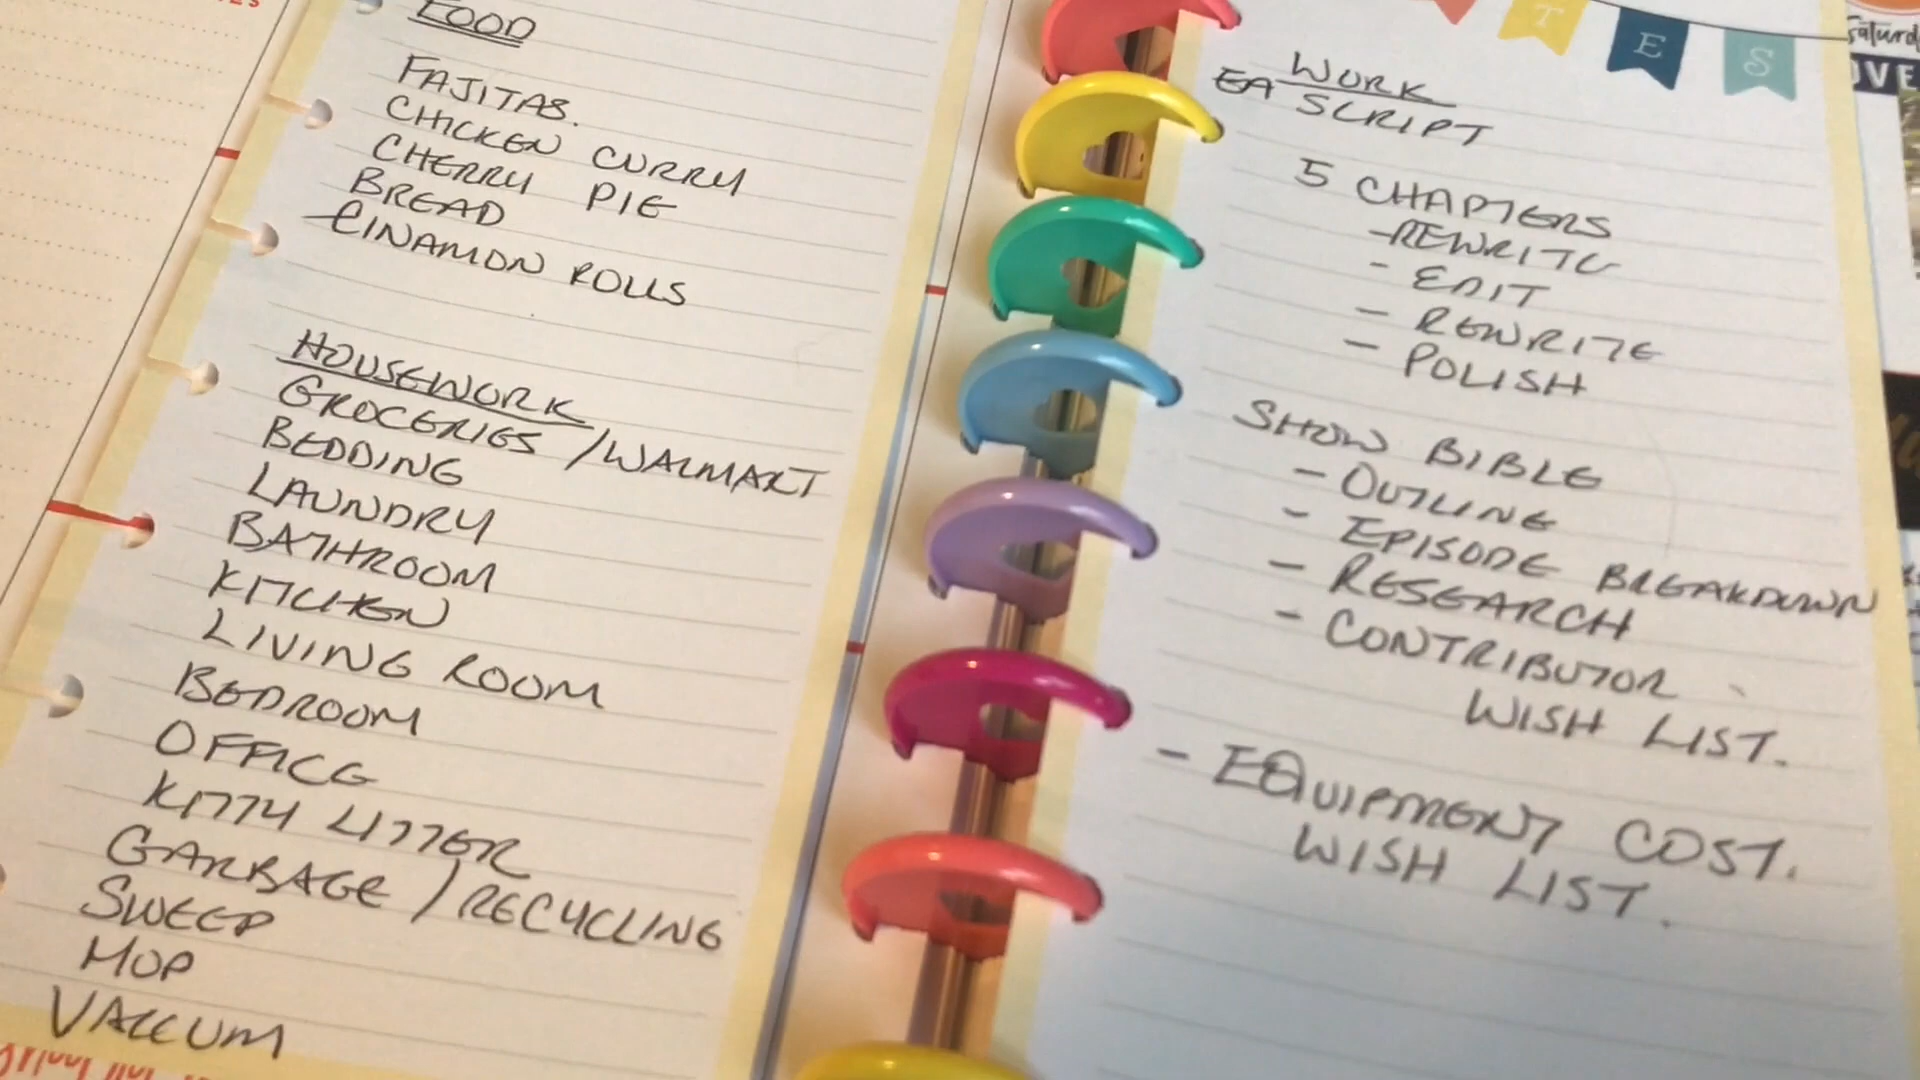 FOOD
FAJITAS.
CHICKEN CURRY
CHERRY PIE
BREAD
CINAMON ROLLS
HOUSEWORK
GROCERIES / WALMART
BEDDING
LAUNDRY
BATHROOM
KITCHEN
LIVING ROOM
BEDROOM
OFFICE
KITTY LITTER
GARBAGE / RECYCLING
SWEEP
MOP
VACCUM
T E S
WORK
EA SCRIPT
5 CHAPTERS
- REWRITE
- EDIT
- REWRITE
- POLISH
SHOW BIBLE
- OUTLINE
- EPISODE BREAKDOWN
- RESEARCH
- CONTRIBUTOR
WISH LIST.
- EQUIPMENT COST.
WISH LIST.